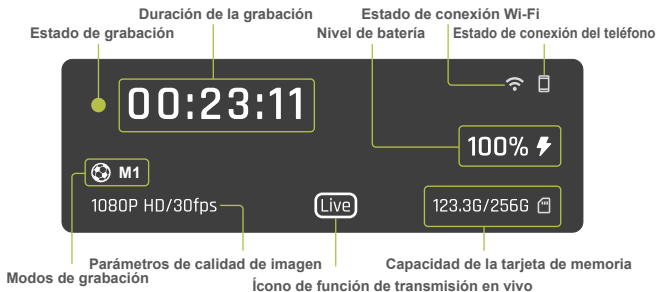 Duración de la grabación
Estado de conexión Wi-Fi
Estado de grabación
Nivel de batería
Estado de conexión del teléfono
00:23:11
100%
M1
1080P HD/30fps
Live
123.3G/256G
Parámetros de calidad de imagen
Capacidad de la tarjeta de memoria
Modos de grabación
Ícono de función de transmisión en vivo